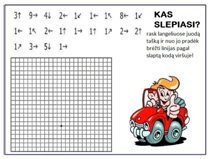 3↑ 9→ 4↓ 2← 1↙ 1← 1↖ 8← 1↙
1← 1↖ 2← 1↑ 1→ 1↑ 1↗ 2→ 2↑
1↗ 3→ 5↓ 1→
KAS
SLEPIASI?
rask langeliuose juodą
tašką ir nuo jo pradėk
brėžti linijas pagal
slaptą kodą viršuje!